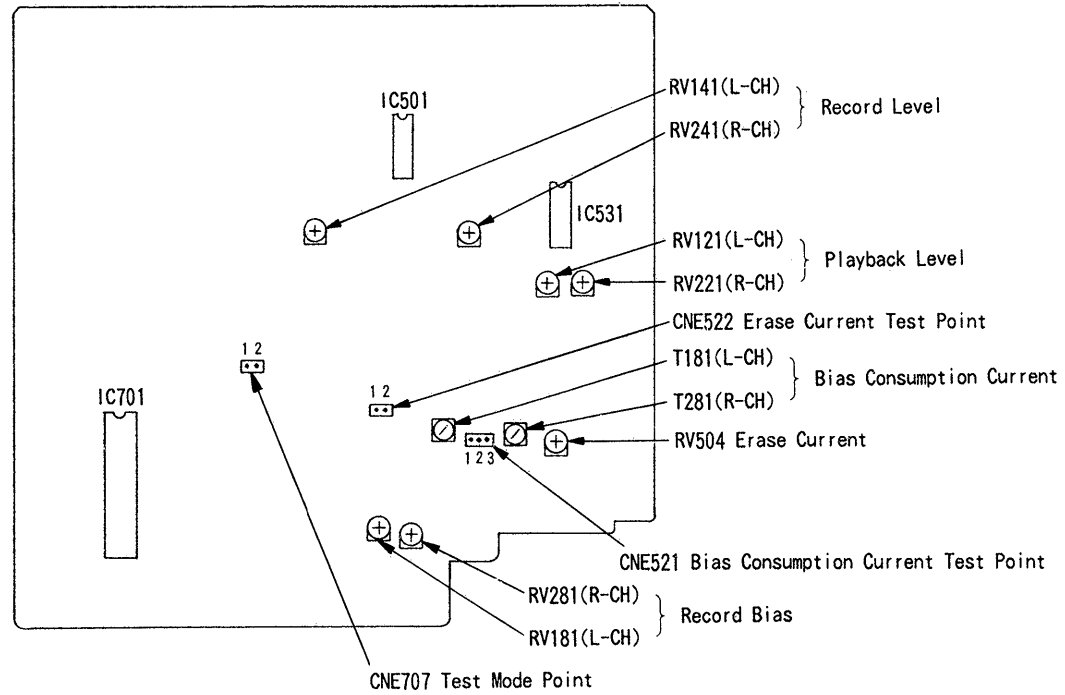 IC501
RV141(L-CH)
Record Level
RV241(R-CH)
IC531
RV121(L-CH)
Playback Level
RV221(R-CH)
CNE522 Erase Current Test Point
1 2
T181(L-CH)
Bias Consumption Current
IC701
1 2
T281(R-CH)
RV504 Erase Current
1 2 3
CNE521 Bias Consumption Current Test Point
RV281(R-CH)
Record Bias
RV181(L-CH)
CNE707 Test Mode Point